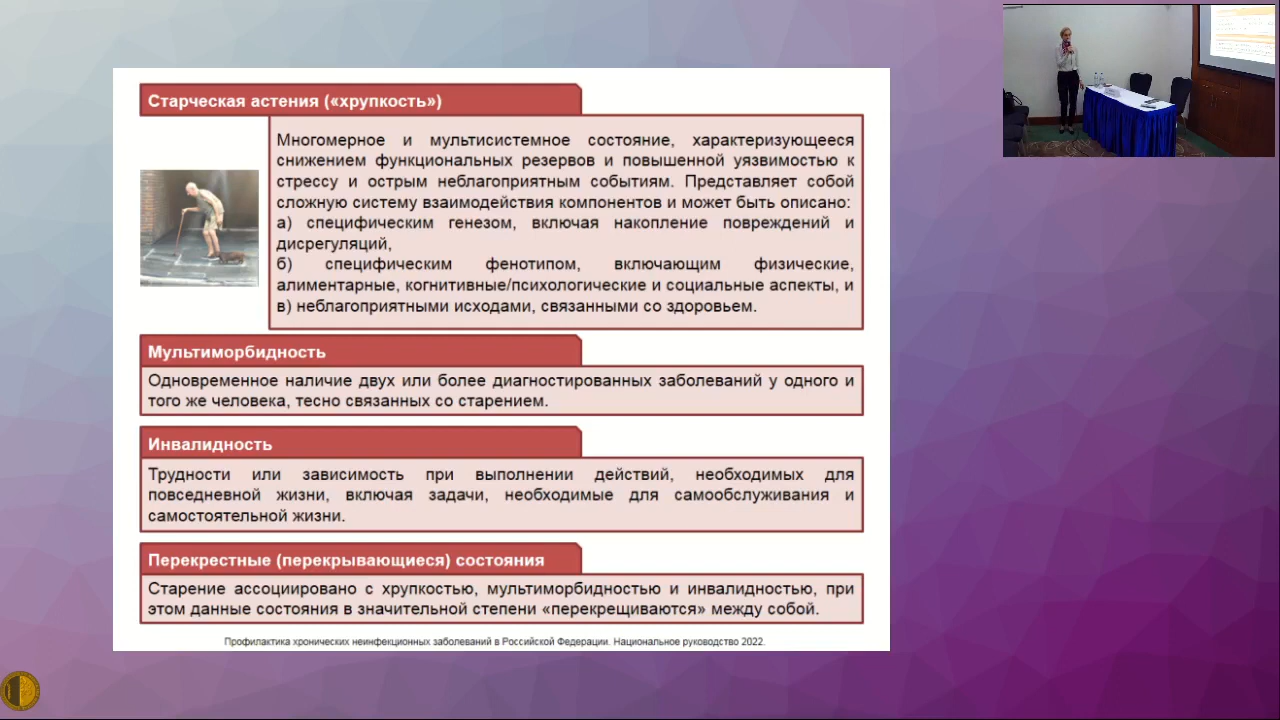 Старческая астения («хрупкость»)
Многомерное и мультисистемное состояние, характеризующееся
снижением функциональных резервов и повышенной уязвимостью к
стрессу и острым неблагоприятным событиям. Представляет собой
сложную систему взаимодействия компонентов и может быть описано:
а) специфическим генезом, включая накопление повреждений и
дисрегуляций,
б) специфическим фенотипом, включающим физические,
алиментарные, когнитивные/психологические и социальные аспекты, и
в) неблагоприятными исходами, связанными со здоровьем.
Мультиморбидность
Одновременное наличие двух или более диагностированных заболеваний у одного и
того же человека, тесно связанных со старением.
Инвалидность
Трудности или зависимость при выполнении действий, необходимых для
повседневной жизни, включая задачи, необходимые для самообслуживания и
самостоятельной жизни.
Перекрестные (перекрывающиеся) состояния
Старение ассоциировано с хрупкостью, мультиморбидностью и инвалидностью, при
этом данные состояния в значительной степени «перекрещиваются» между собой.
Профилактика хронических неинфекционных заболеваний в Российской Федерации. Национальное руководство 2022.